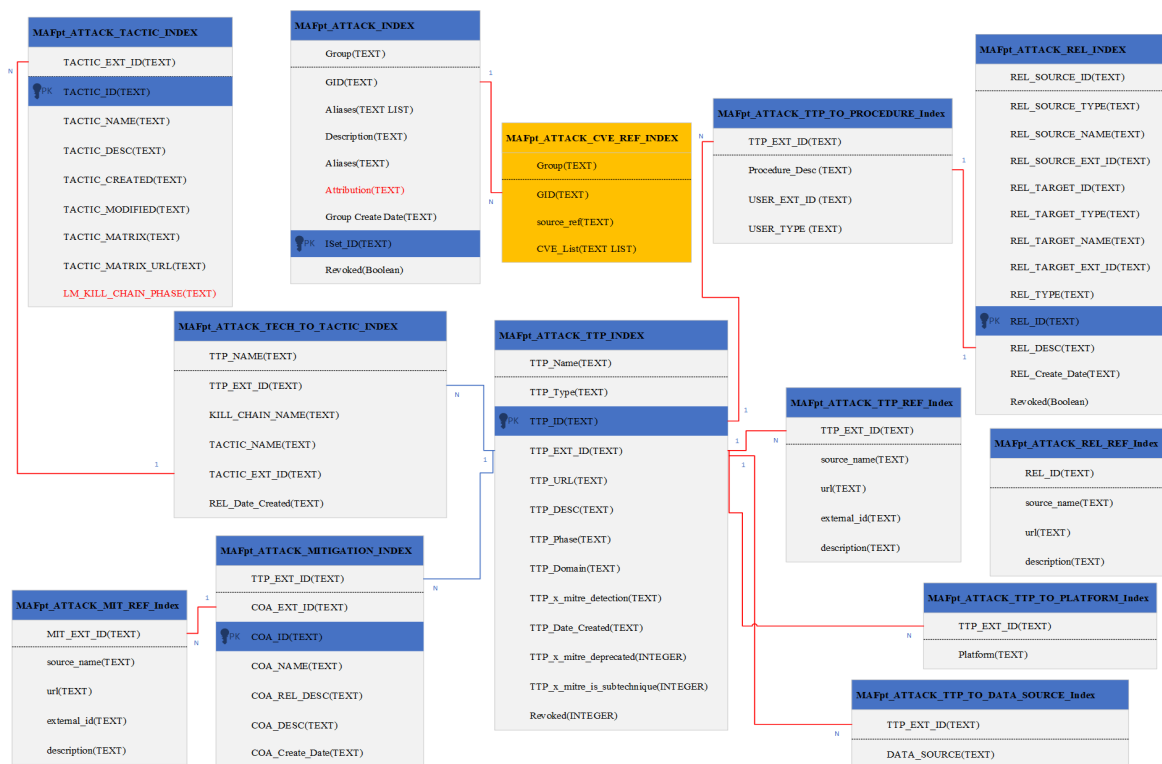 MAFpt_ATTACK_TACTIC_INDEX
TACTIC_EXT_ID(TEXT)
PK TACTIC_ID(TEXT)
TACTIC_NAME(TEXT)
TACTIC_DESC(TEXT)
TACTIC_CREATED(TEXT)
TACTIC_MODIFIED(TEXT)
TACTIC_MATRIX(TEXT)
TACTIC_MATRIX_URL(TEXT)
LM_KILL_CHAIN_PHASE(TEXT)
N
1
MAFpt_ATTACK_INDEX
Group(TEXT)
GID(TEXT)
Aliases(TEXT LIST)
Description(TEXT)
Aliases(TEXT)
Attribution(TEXT)
Group Create Date(TEXT)
PK ISet_ID(TEXT)
Revoked(Boolean)
1
N
MAFpt_ATTACK_CVE_REF_INDEX
Group(TEXT)
GID(TEXT)
source_ref(TEXT)
CVE_List(TEXT LIST)
MAFpt_ATTACK_TTP_TO_PROCEDURE_Index
TTP_EXT_ID(TEXT)
Procedure_Desc (TEXT)
USER_EXT_ID (TEXT)
USER_TYPE (TEXT)
N
1
1
1
MAFpt_ATTACK_REL_INDEX
REL_SOURCE_ID(TEXT)
REL_SOURCE_TYPE(TEXT)
REL_SOURCE_NAME(TEXT)
REL_SOURCE_EXT_ID(TEXT)
REL_TARGET_ID(TEXT)
REL_TARGET_TYPE(TEXT)
REL_TARGET_NAME(TEXT)
REL_TARGET_EXT_ID(TEXT)
REL_TYPE(TEXT)
PK REL_ID(TEXT)
REL_DESC(TEXT)
REL_Create_Date(TEXT)
Revoked(Boolean)
MAFpt_ATTACK_TECH_TO_TACTIC_INDEX
TTP_NAME(TEXT)
TTP_EXT_ID(TEXT)
KILL_CHAIN_NAME(TEXT)
TACTIC_NAME(TEXT)
TACTIC_EXT_ID(TEXT)
REL_Date_Created(TEXT)
N
1
N
MAFpt_ATTACK_TTP_INDEX
TTP_Name(TEXT)
TTP_Type(TEXT)
PK TTP_ID(TEXT)
TTP_EXT_ID(TEXT)
TTP_URL(TEXT)
TTP_DESC(TEXT)
TTP_Phase(TEXT)
TTP_Domain(TEXT)
TTP_x_mitre_detection(TEXT)
TTP_Date_Created(TEXT)
TTP_x_mitre_deprecated(INTEGER)
TTP_x_mitre_is_subtechnique(INTEGER)
Revoked(INTEGER)
1
1
N
N
N
MAFpt_ATTACK_TTP_REF_Index
TTP_EXT_ID(TEXT)
source_name(TEXT)
url(TEXT)
external_id(TEXT)
description(TEXT)
MAFpt_ATTACK_REL_REF_Index
REL_ID(TEXT)
source_name(TEXT)
url(TEXT)
description(TEXT)
MAFpt_ATTACK_MITIGATION_INDEX
TTP_EXT_ID(TEXT)
COA_EXT_ID(TEXT)
PK COA_ID(TEXT)
COA_NAME(TEXT)
COA_REL_DESC(TEXT)
COA_DESC(TEXT)
COA_Create_Date(TEXT)
1
N
MAFpt_ATTACK_MIT_REF_Index
MIT_EXT_ID(TEXT)
source_name(TEXT)
url(TEXT)
external_id(TEXT)
description(TEXT)
MAFpt_ATTACK_TTP_TO_PLATFORM_Index
TTP_EXT_ID(TEXT)
Platform(TEXT)
MAFpt_ATTACK_TTP_TO_DATA_SOURCE_Index
TTP_EXT_ID(TEXT)
DATA_SOURCE(TEXT)